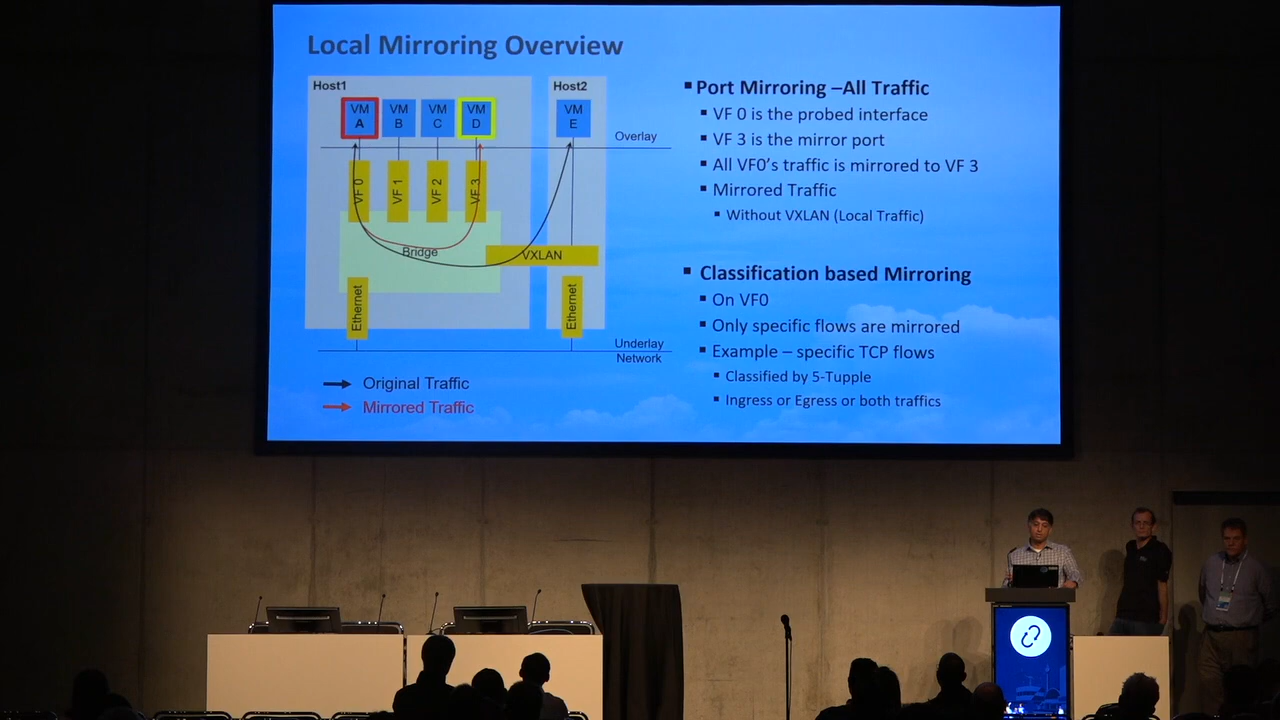 Local Mirroring Overview
Host1
Host2
VM A
VM B
VM C
VM D
VM E
Overlay
VF 0
VF 1
VF 2
VF 3
Bridge
VXLAN
Ethernet
Ethernet
Underlay
Network
Original Traffic
Mirrored Traffic
▪ Port Mirroring –All Traffic
▪ VF 0 is the probed interface
▪ VF 3 is the mirror port
▪ All VF0's traffic is mirrored to VF 3
▪ Mirrored Traffic
▪ Without VXLAN (Local Traffic)
▪ Classification based Mirroring
▪ On VF0
▪ Only specific flows are mirrored
▪ Example – specific TCP flows
▪ Classified by 5-Tupple
▪ Ingress or Egress or both traffics